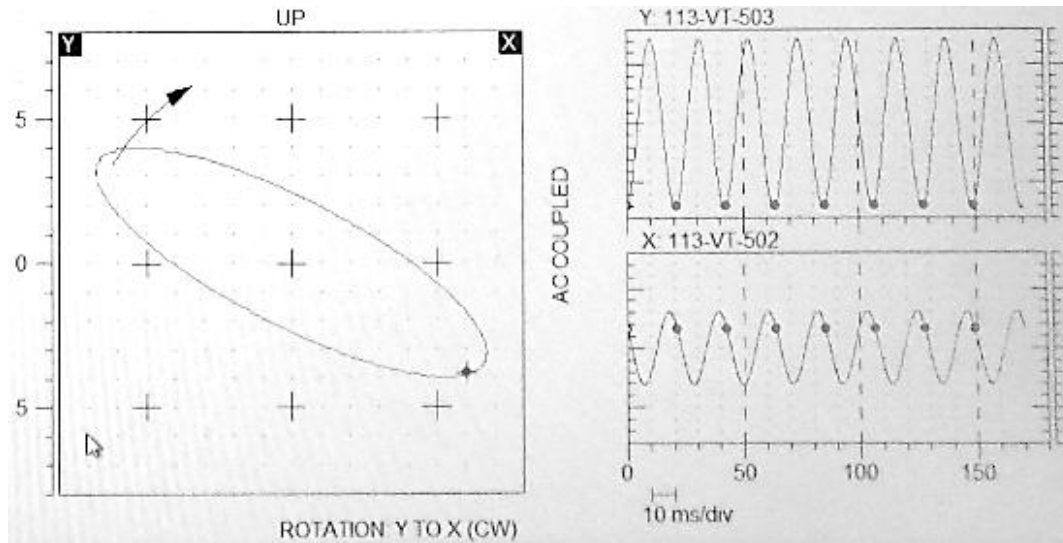 UP
Y
X
5
0
5
ROTATION: Y TO X (CW)
AC COUPLED
Y: 113-VT-503
X: 113-VT-502
0
50
100
150
10 ms/div